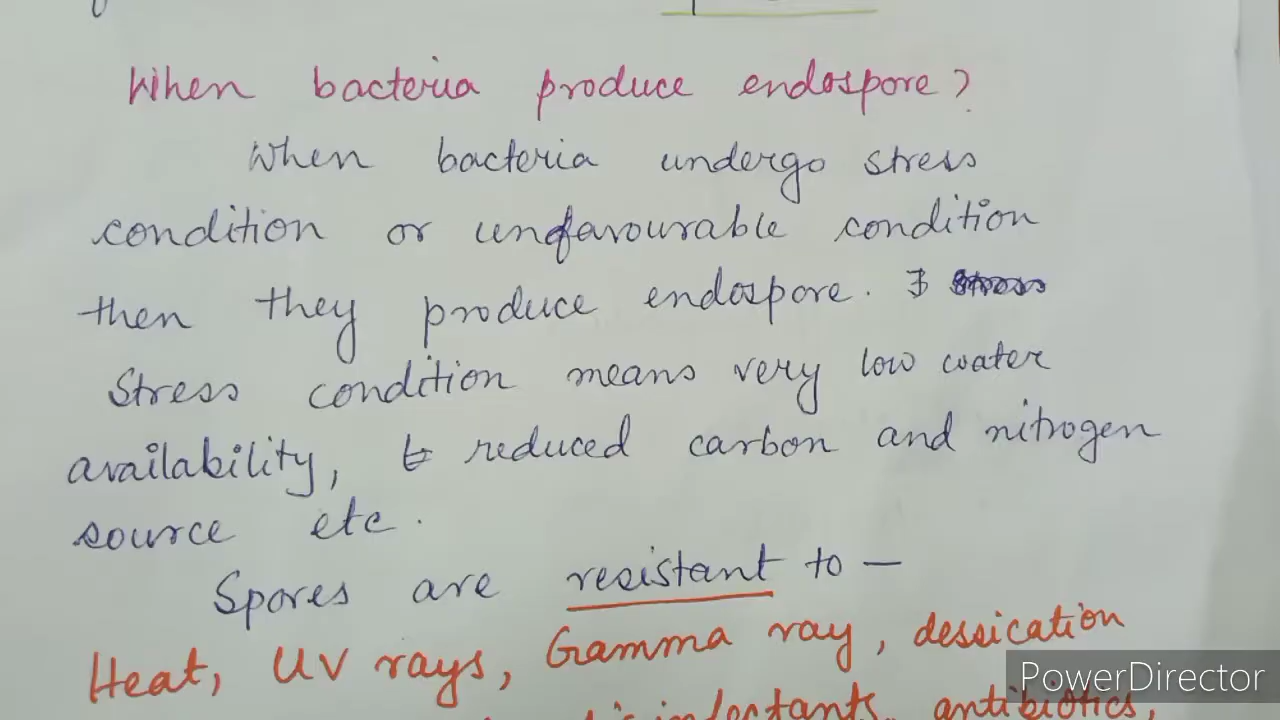 When bacteria produce endospore?
When bacteria undergo stress
condition or unfavourable condition
then they produce endospore.
Stress condition means very low water
availability, reduced carbon and nitrogen
source etc.
Spores are resistant to —
Heat, UV rays, Gamma ray, dessication
antibiotics,
PowerDirector